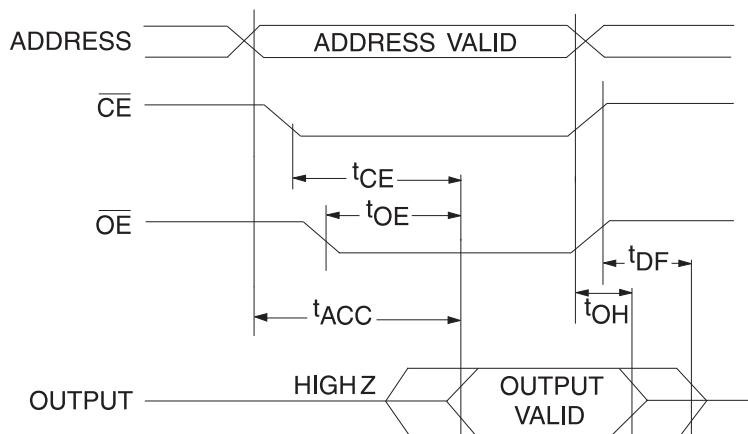 ADDRESS
ADDRESS VALID
CE
tCE
OE
tOE
tDF
tACC
tOH
OUTPUT
HIGH Z
OUTPUT
VALID